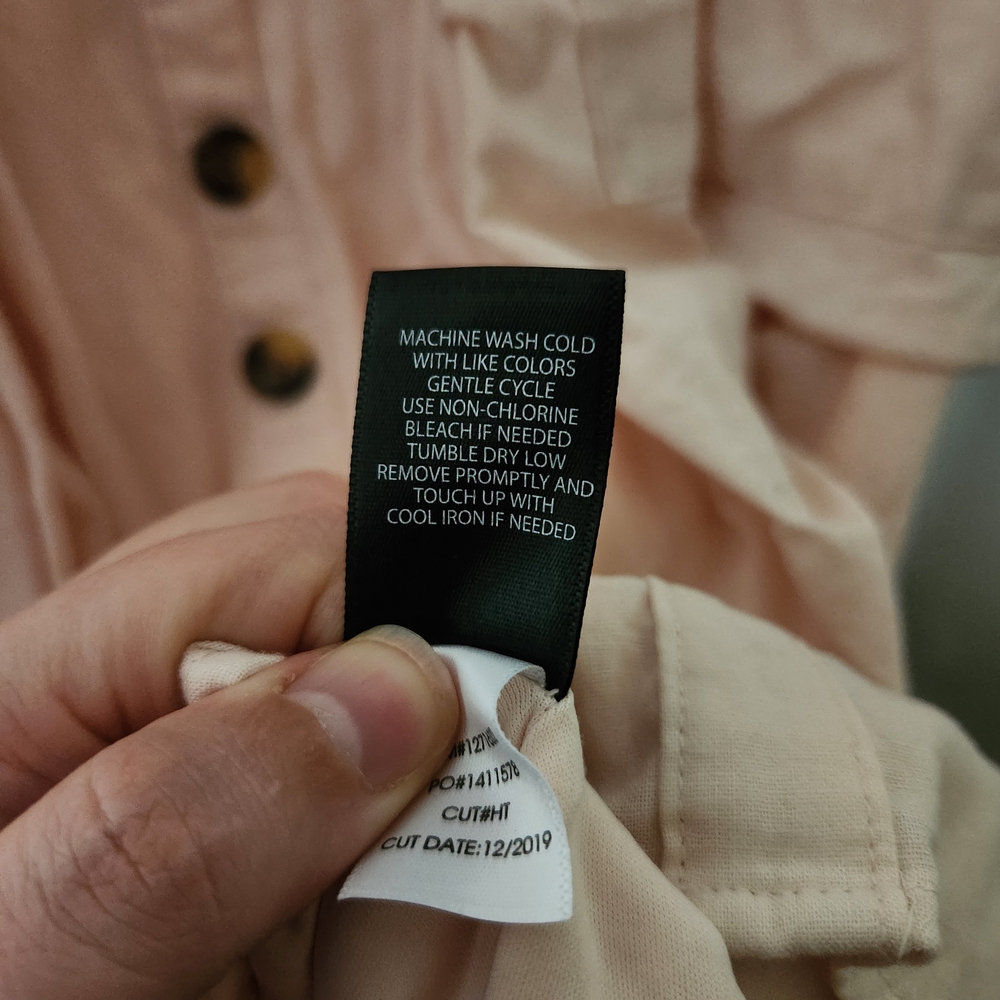 MACHINE WASH COLD
WITH LIKE COLORS
GENTLE CYCLE
USE NON-CHLORINE
BLEACH IF NEEDED
TUMBLE DRY LOW
REMOVE PROMPTLY AND
TOUCH UP WITH
COOL IRON IF NEEDED
PO#1411578
CUT#HT
CUT DATE:12/2019